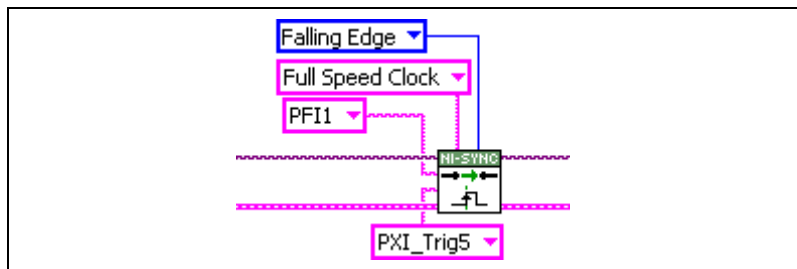 Falling Edge
Full Speed Clock
PFI1
NI-SYNC
PXI_Trig5